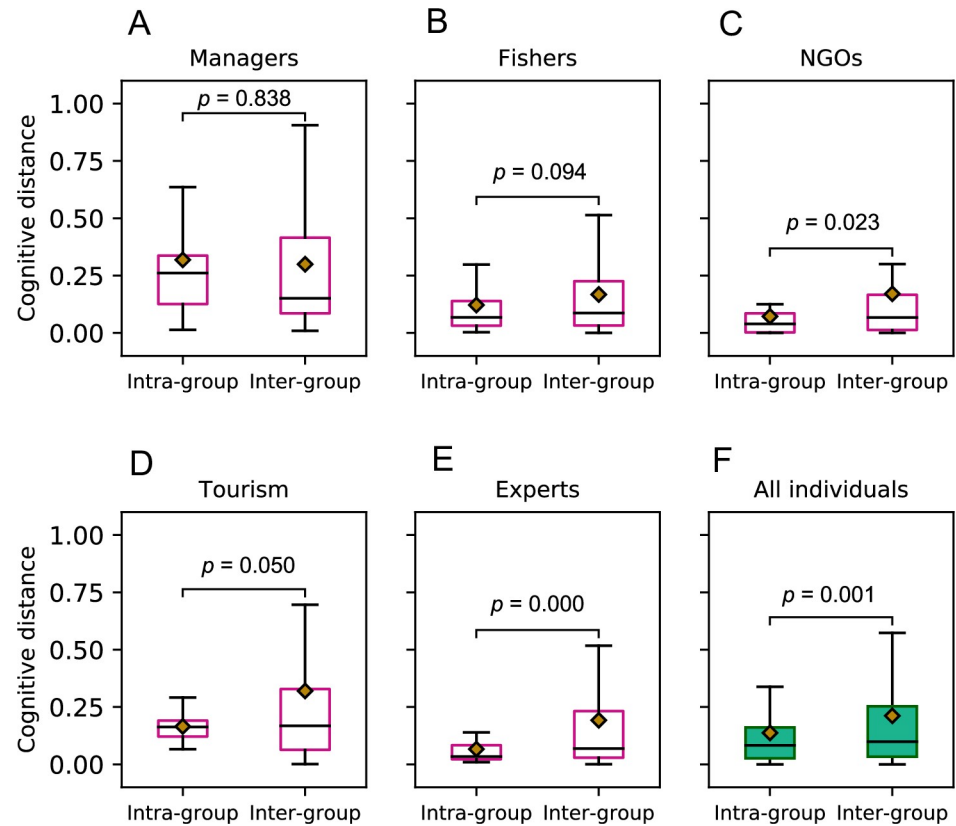 A
B
C
Managers
Fishers
NGOs
Cognitive distance
1.00
0.75
0.50
0.25
0.00
p = 0.838
p = 0.094
p = 0.023
Intra-group Inter-group
Intra-group Inter-group
Intra-group Inter-group
D
E
F
Tourism
Experts
All individuals
Cognitive distance
1.00
0.75
0.50
0.25
0.00
p = 0.050
p = 0.000
p = 0.001
Intra-group Inter-group
Intra-group Inter-group
Intra-group Inter-group